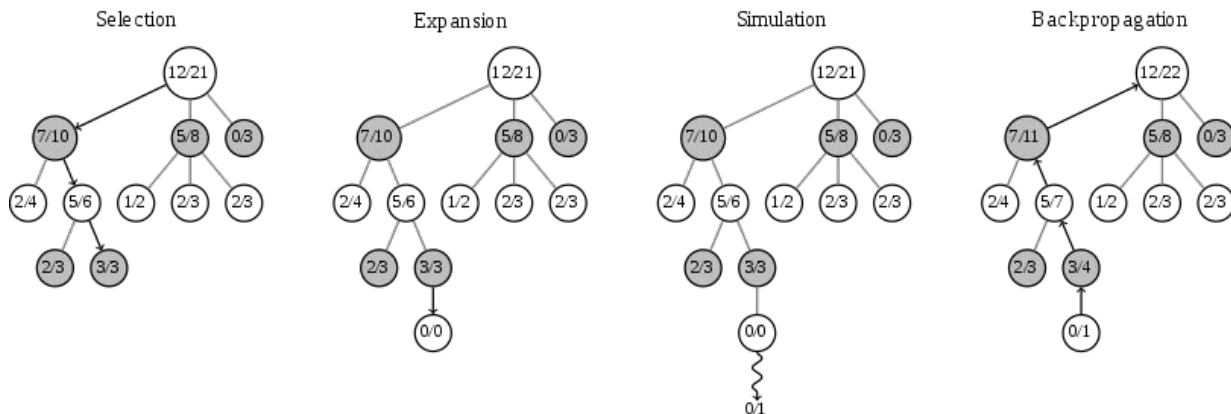 Selection Expansion Simulation Backpropagation
12/21 12/21 12/21 12/22
7/10 5/8 0/3 7/10 5/8 0/3 7/10 5/8 0/3 7/11 5/8 0/3
2/4 5/6 1/2 2/3 2/3 2/4 5/6 1/2 2/3 2/3 2/4 5/6 1/2 2/3 2/3 2/4 5/7 1/2 2/3 2/3
2/3 3/3 2/3 3/3 2/3 3/3 2/3 3/4
0/0 0/0 0/1
0/1